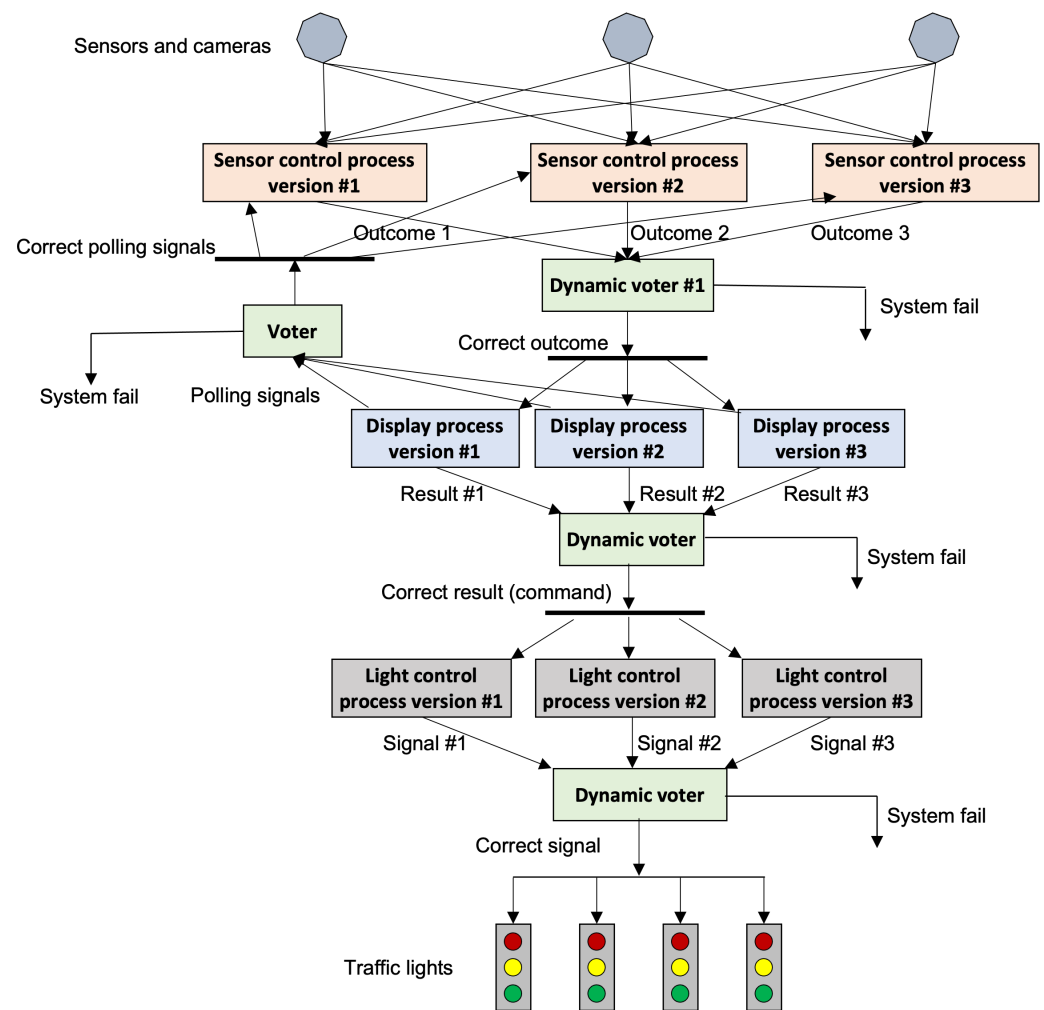 Sensors and cameras
Sensor control process
version #1
Sensor control process
version #2
Sensor control process
version #3
Correct polling signals
Outcome 1
Outcome 2
Outcome 3
Dynamic voter #1
System fail
Voter
Correct outcome
System fail
Polling signals
Display process
version #1
Display process
version #2
Display process
version #3
Result #1
Result #2
Result #3
Dynamic voter
System fail
Correct result (command)
Light control
process version #1
Light control
process version #2
Light control
process version #3
Signal #1
Signal #2
Signal #3
Dynamic voter
System fail
Correct signal
Traffic lights